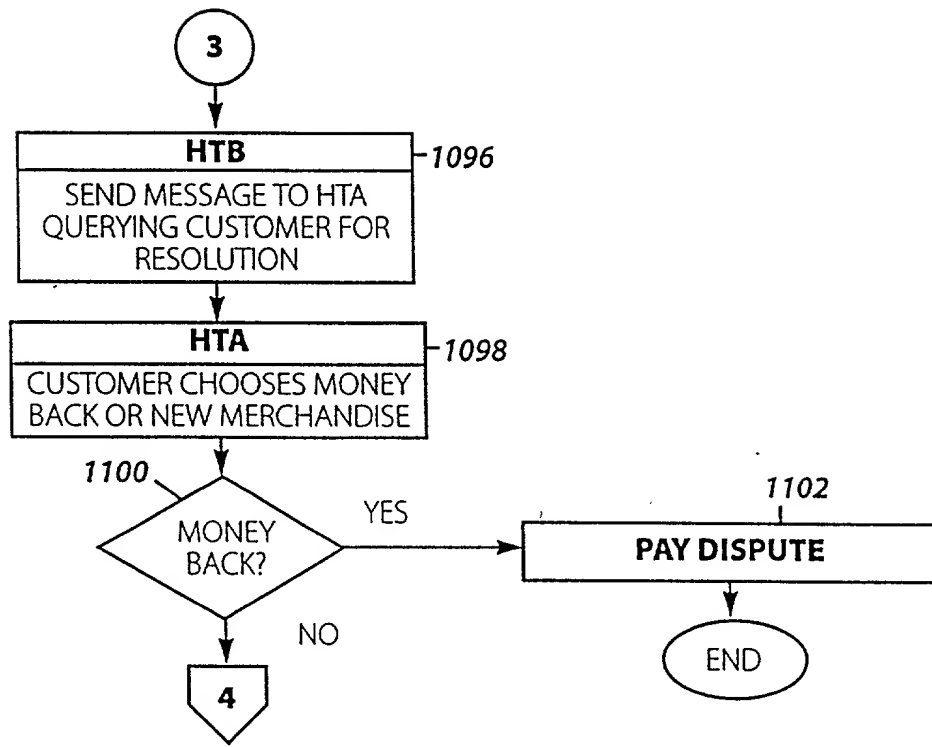 3
HTB
1096
SEND MESSAGE TO HTA
QUERYING CUSTOMER FOR
RESOLUTION
HTA
1098
CUSTOMER CHOOSES MONEY
BACK OR NEW MERCHANDISE
1100
MONEY
BACK?
YES
1102
PAY DISPUTE
NO
END
4